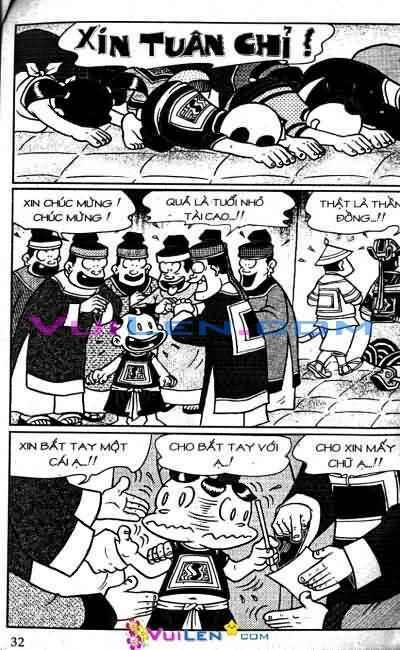 XIN TUÂN CHỈ !
XIN CHÚC MỪNG !
CHÚC MỪNG !
QUẢ LÀ TUỔI NHỎ
TÀI CAO...!!
THẬT LÀ THẦN
ĐỒNG...!!
VUILEN.COM
XIN BẮT TAY MỘT
CÁI Ạ...!!
CHO BẮT TAY VỚI
Ạ...!
CHO XIN MẤY
CHỮ Ạ...!!
32
VUILEN.COM